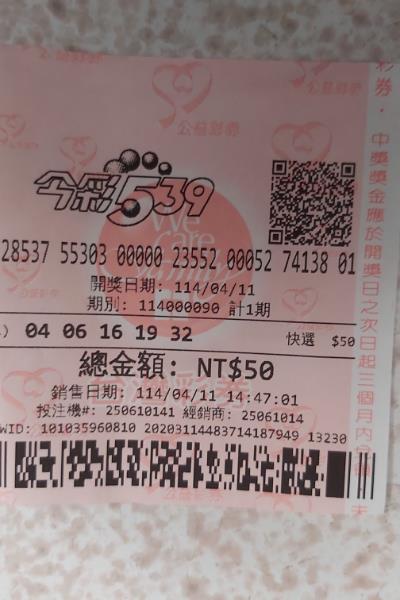 公益彩券
今彩539
28537 55303 00000 23552 00052 74138 01
開獎日期: 114/04/11
期別: 114000090 計1期
04 06 16 19 32 快選 $50
總金額: NT$50
銷售日期: 114/04/11 14:47:01
投注機#: 250610141 經銷商: 25061014
WID: 101035960810 20203114483714187949 13230
彩券・中獎獎金應於開獎日之次日起三個月內